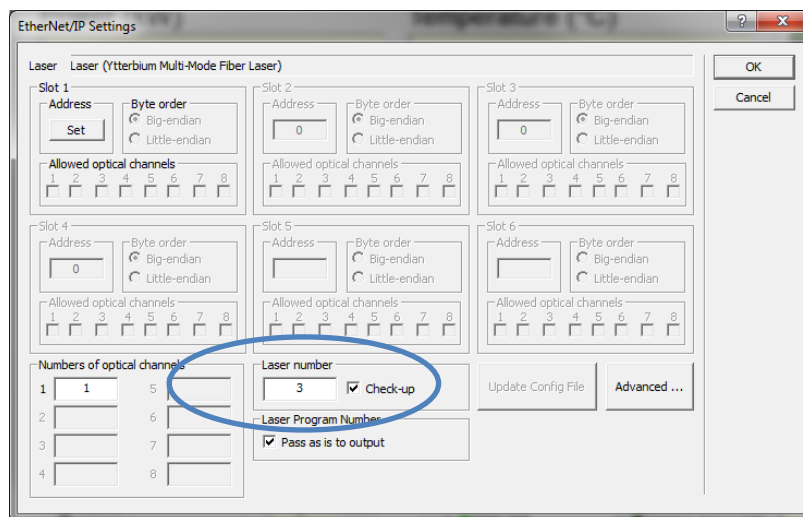 EtherNet/IP Settings
Laser Laser (Ytterbium Multi-Mode Fiber Laser)
OK
Cancel
Slot 1
Address
Set
Byte order
Big-endian
Little-endian
Allowed optical channels
1 2 3 4 5 6 7 8
Slot 2
Address
0
Byte order
Big-endian
Little-endian
Allowed optical channels
1 2 3 4 5 6 7 8
Slot 3
Address
0
Byte order
Big-endian
Little-endian
Allowed optical channels
1 2 3 4 5 6 7 8
Slot 4
Address
0
Byte order
Big-endian
Little-endian
Allowed optical channels
1 2 3 4 5 6 7 8
Slot 5
Address
Byte order
Big-endian
Little-endian
Allowed optical channels
1 2 3 4 5 6 7 8
Slot 6
Address
Byte order
Big-endian
Little-endian
Allowed optical channels
1 2 3 4 5 6 7 8
Numbers of optical channels
1 1 5
2 6
3 7
4 8
Laser number
3 Check-up
Laser Program Number
Pass as is to output
Update Config File
Advanced ...